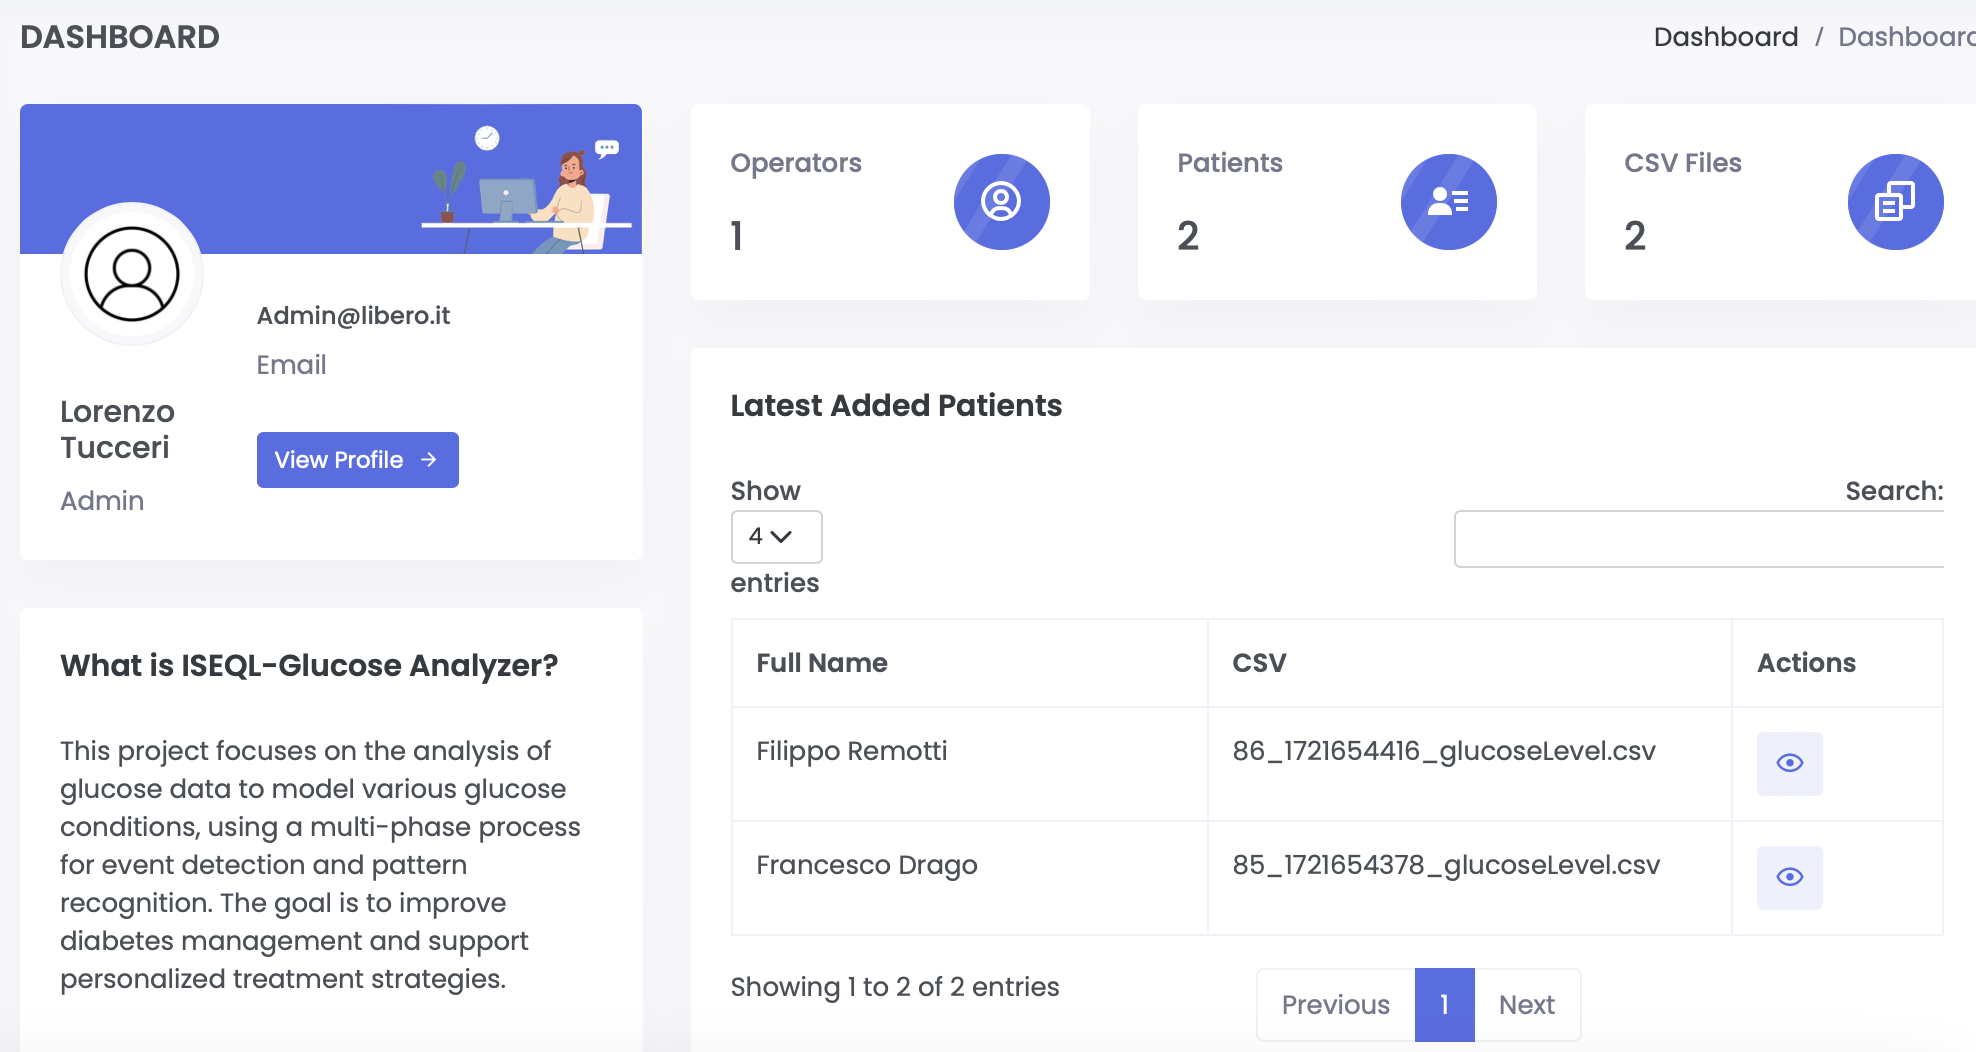 DASHBOARD
Dashboard / Dashboard
Admin@libero.it
Email
Lorenzo
Tucceri
Admin
View Profile →
What is ISEQL-Glucose Analyzer?
This project focuses on the analysis of
glucose data to model various glucose
conditions, using a multi-phase process
for event detection and pattern
recognition. The goal is to improve
diabetes management and support
personalized treatment strategies.
Operators
1
Patients
2
CSV Files
2
Latest Added Patients
Show
4
entries
Search:
Full Name CSV Actions
Filippo Remotti 86_1721654416_glucoseLevel.csv
Francesco Drago 85_1721654378_glucoseLevel.csv
Showing 1 to 2 of 2 entries
Previous 1 Next